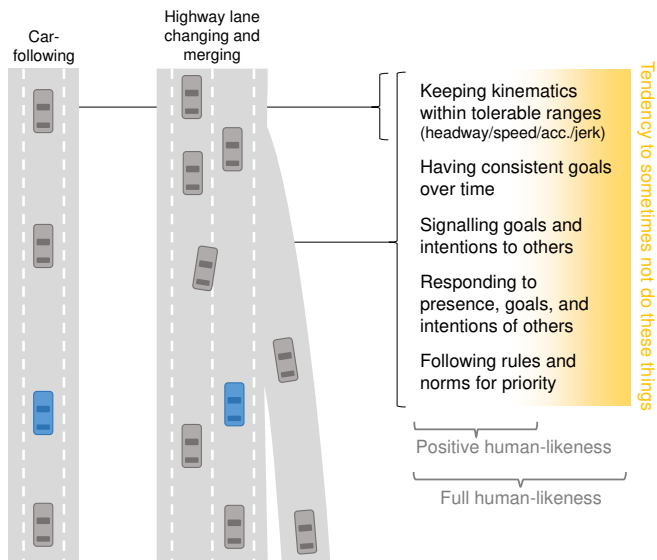 Car-
following
Highway lane
changing and
merging
Keeping kinematics
within tolerable ranges
(headway/speed/acc./jerk)
Having consistent goals
over time
Signalling goals and
intentions to others
Responding to
presence, goals, and
intentions of others
Following rules and
norms for priority
Tendency to sometimes not do these things
Positive human-likeness
Full human-likeness